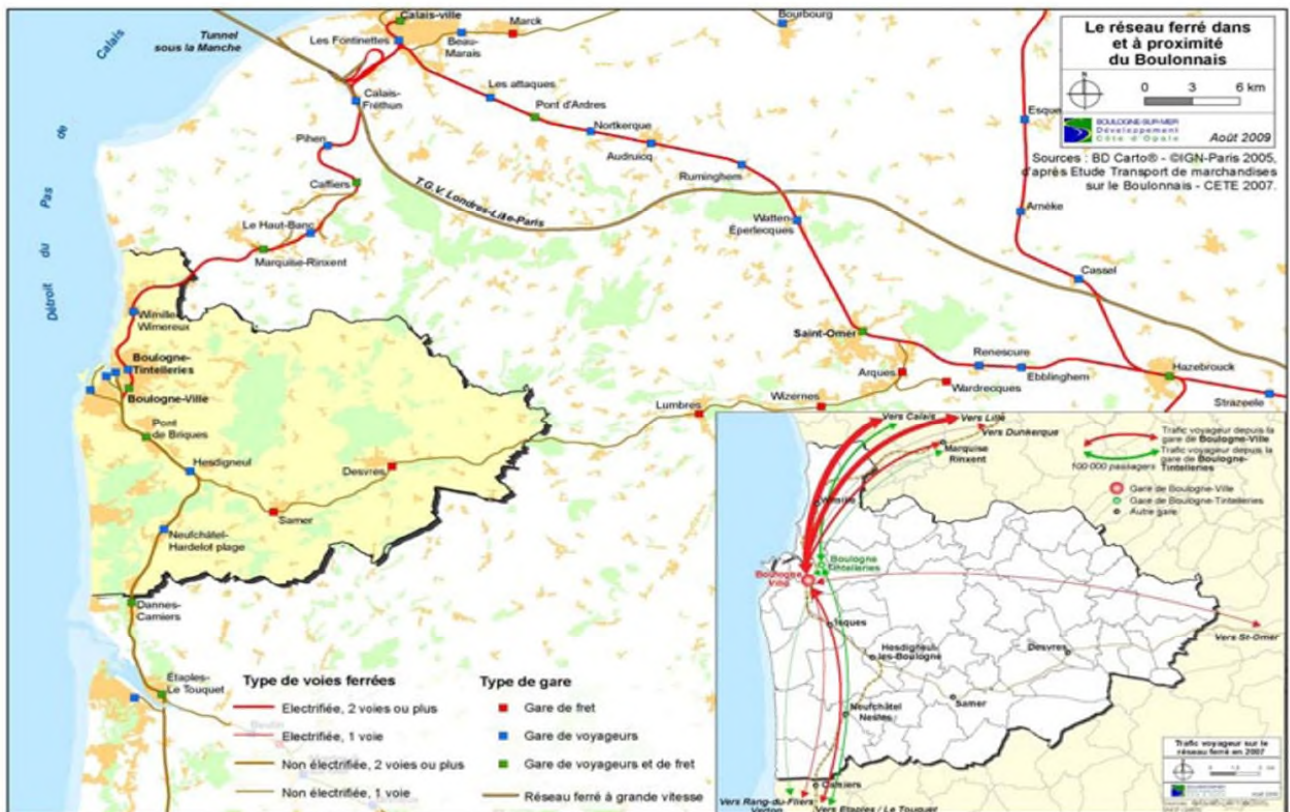 Calais
Pas
de
Détroit
du
Tunnel
sous la Manche
Calais-ville
Les Fontinettes
Beau-
Marais
Marck
Bourbourg
Calais-
Fréthun
Les attaques
Pont d'Ardres
Nortkerque
Audruicq
Ruminghem
Pihen
Caffiers
Le Haut-Banc
Marquise-Rinxent
T.G.V. Londres-Lille-Paris
Watten-
Éperlecques
Esque
Arnèke
Cassel
Wimille-
Wimereux
Boulogne-
Tintelleries
Boulogne-Ville
Pont
de Briques
Hesdigneul
Desvres
Samer
Neufchâtel-
Hardelot plage
Dannes-
Camiers
Étaples-
Le Touquet
Saint-Omer
Arques
Renescure
Ebblinghem
Wardrecques
Hazebrouck
Strazeele
Lumbres
Wizernes
Le réseau ferré dans
et à proximité
du Boulonnais
N
0 3 6 km
BOULOGNE-SUR-MER
Développement
Côte d'Opale
Août 2009
Sources : BD Carto® - ©IGN-Paris 2005,
d'après Etude Transport de marchandises
sur le Boulonnais - CETE 2007.
Type de voies ferrées
Electrifiée, 2 voies ou plus
Electrifiée, 1 voie
Non électrifiée, 2 voies ou plus
Non électrifiée, 1 voie
Type de gare
Gare de fret
Gare de voyageurs
Gare de voyageurs et de fret
Réseau ferré à grande vitesse
Vers Calais
Vers Lille
Vers Dunkerque
Marquise
Rinxent
Wimille
Boulogne
Tintelleries
Boulogne
Ville
Isques
Hesdigneul-
les-Boulogne
Desvres
Samer
Neufchâtel
Nesles
Camiers
Vers St-Omer
Vers Rang-du-Fliers
Verton
Vers Etaples / Le Touquet
Trafic voyageur depuis la
gare de Boulogne-Ville
Trafic voyageur depuis la
gare de Boulogne-
Tintelleries
100 000 passagers
Gare de Boulogne-Ville
Gare de Boulogne-Tintelleries
Autre gare
Trafic voyageur sur le
réseau ferré en 2007